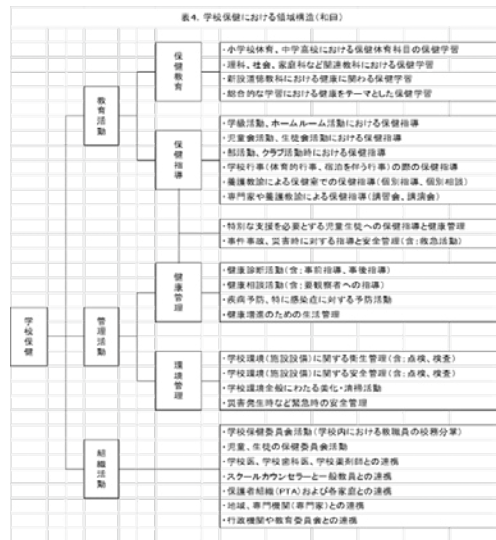 表4. 学校保健における領域構造(和田)
学校保健
教育活動
管理活動
組織活動
保健教育
保健指導
健康管理
環境管理
・小学校体育、中学高校における保健体育科目の保健学習
・理科、社会、家庭科など関連教科における保健学習
・新設道徳教科における健康に関わる保健学習
・総合的な学習における健康をテーマとした保健学習
・学級活動、ホームルーム活動における保健指導
・児童会活動、生徒会活動における保健指導
・部活動、クラブ活動時における保健指導
・学校行事(体育的行事、宿泊を伴う行事)の際の保健指導
・養護教諭による保健室での保健指導(個別指導、個別相談)
・専門家や養護教諭による保健指導(講習会、講演会)
・特別な支援を必要とする児童生徒への保健指導と健康管理
・事件事故、災害時に対する指導と安全管理(含:救急活動)
・健康診断活動(含:事前指導、事後指導)
・健康相談活動(含:要観察者への指導)
・疾病予防、特に感染症に対する予防活動
・健康増進のための生活管理
・学校環境(施設設備)に関する衛生管理(含:点検、検査)
・学校環境(施設設備)に関する安全管理(含:点検、検査)
・学校環境全般にわたる美化・清掃活動
・災害発生時など緊急時の安全管理
・学校保健委員会活動(学校内における教職員の校務分掌)
・児童、生徒の保健委員会活動
・学校医、学校歯科医、学校薬剤師との連携
・スクールカウンセラーと一般教員との連携
・保護者組織(PTA)および各家庭との連携
・地域、専門機関(専門家)との連携
・行政機関や教育委員会との連携